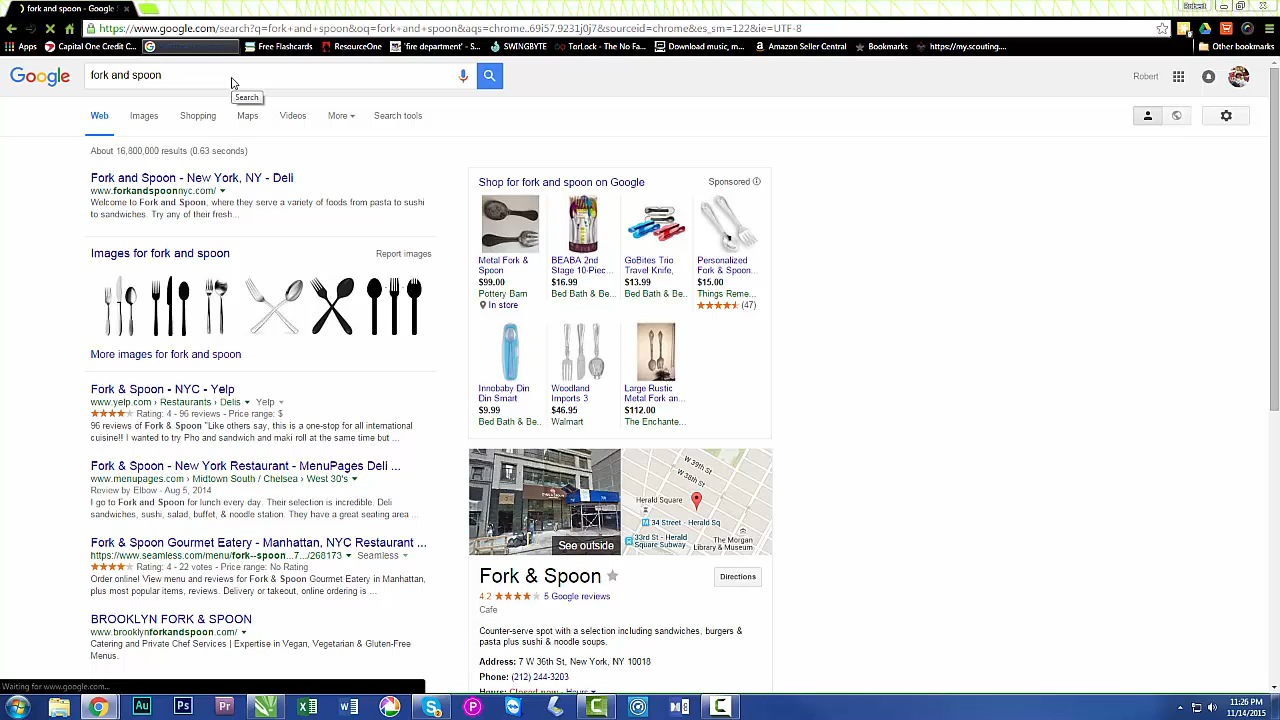 fork and spoon - Google
Robert
https://www.google.com/search?q=fork+and+spoon&oq=fork+and+spoon+&aqs=chrome..69i57.9231j0j7&sourceid=chrome&es_sm=122&ie=UTF-8
Apps
Capital One Credit C...
Free Flashcards
ResourceOne
"fire department" - S...
SWINGBYTE
TorLock - The No Fa...
Download music, m...
Amazon Seller Central
Bookmarks
https://my.scouting...
Other bookmarks
Google
fork and spoon
Robert
Search
Web Images Shopping Maps Videos More Search tools
About 16,800,000 results (0.63 seconds)
Fork and Spoon - New York, NY - Deli
www.forkandspoonnyc.com/
Welcome to Fork and Spoon, where they serve a variety of foods from pasta to sushi
to sandwiches. Try any of their fresh...
Images for fork and spoon
Report images
More images for fork and spoon
Fork & Spoon - NYC - Yelp
www.yelp.com › Restaurants › Delis Yelp
Rating: 4 - 96 reviews - Price range: $
96 reviews of Fork & Spoon "Like others say, this is a one-stop for all international
cuisine!! I wanted to try Pho and sandwich and maki roll at the same time but ...
Fork & Spoon - New York Restaurant - MenuPages Deli ...
www.menupages.com › Midtown South / Chelsea › West 30's
Review by Elbow - Aug 5, 2014
I go to Fork and Spoon for lunch every day. Their selection is incredible. Deli
sandwiches, sushi, salad, buffet, & noodle station. They have a great seating area ...
Fork & Spoon Gourmet Eatery - Manhattan, NYC Restaurant ...
https://www.seamless.com/menu/fork--spoon...7.../268173 Seamless
Rating: 4 - 22 votes - Price range: No Rating
Order online! View menu and reviews for Fork & Spoon Gourmet Eatery in Manhattan,
plus most popular items, reviews. Delivery or takeout, online ordering is ...
BROOKLYN FORK & SPOON
www.brooklynforkandspoon.com/
Catering and Private Chef Services | Expertise in Vegan, Vegetarian & Gluten-Free
Menus.
Shop for fork and spoon on Google
Sponsored
Metal Fork &
Spoon
$99.00
Pottery Barn
In store
BEABA 2nd
Stage 10-Piec...
$16.99
Bed Bath & Be...
GoBites Trio
Travel Knife,
$13.99
Bed Bath & Be...
Personalized
Fork & Spoon...
$15.00
Things Reme...
(47)
Innobaby Din
Din Smart
$9.99
Bed Bath & Be..
Woodland
Imports 3
$46.95
Walmart
Large Rustic
Metal Fork an...
$112.00
The Enchante...
See outside
W 39th St
W 38th St
Herald Square
34 Street - Herald Sq
33rd St - Herald
Square Subway
The Morgan
Library & Museum
Fork & Spoon
Directions
4.2 5 Google reviews
Cafe
Counter-serve spot with a selection including sandwiches, burgers &
pasta plus sushi & noodle soups.
Address: 7 W 36th St, New York, NY 10018
Phone: (212) 244-3203
Hours: Closed now - Hours
Waiting for www.google.com...
Au
Ps
Pr
11:26 PM
11/14/2015